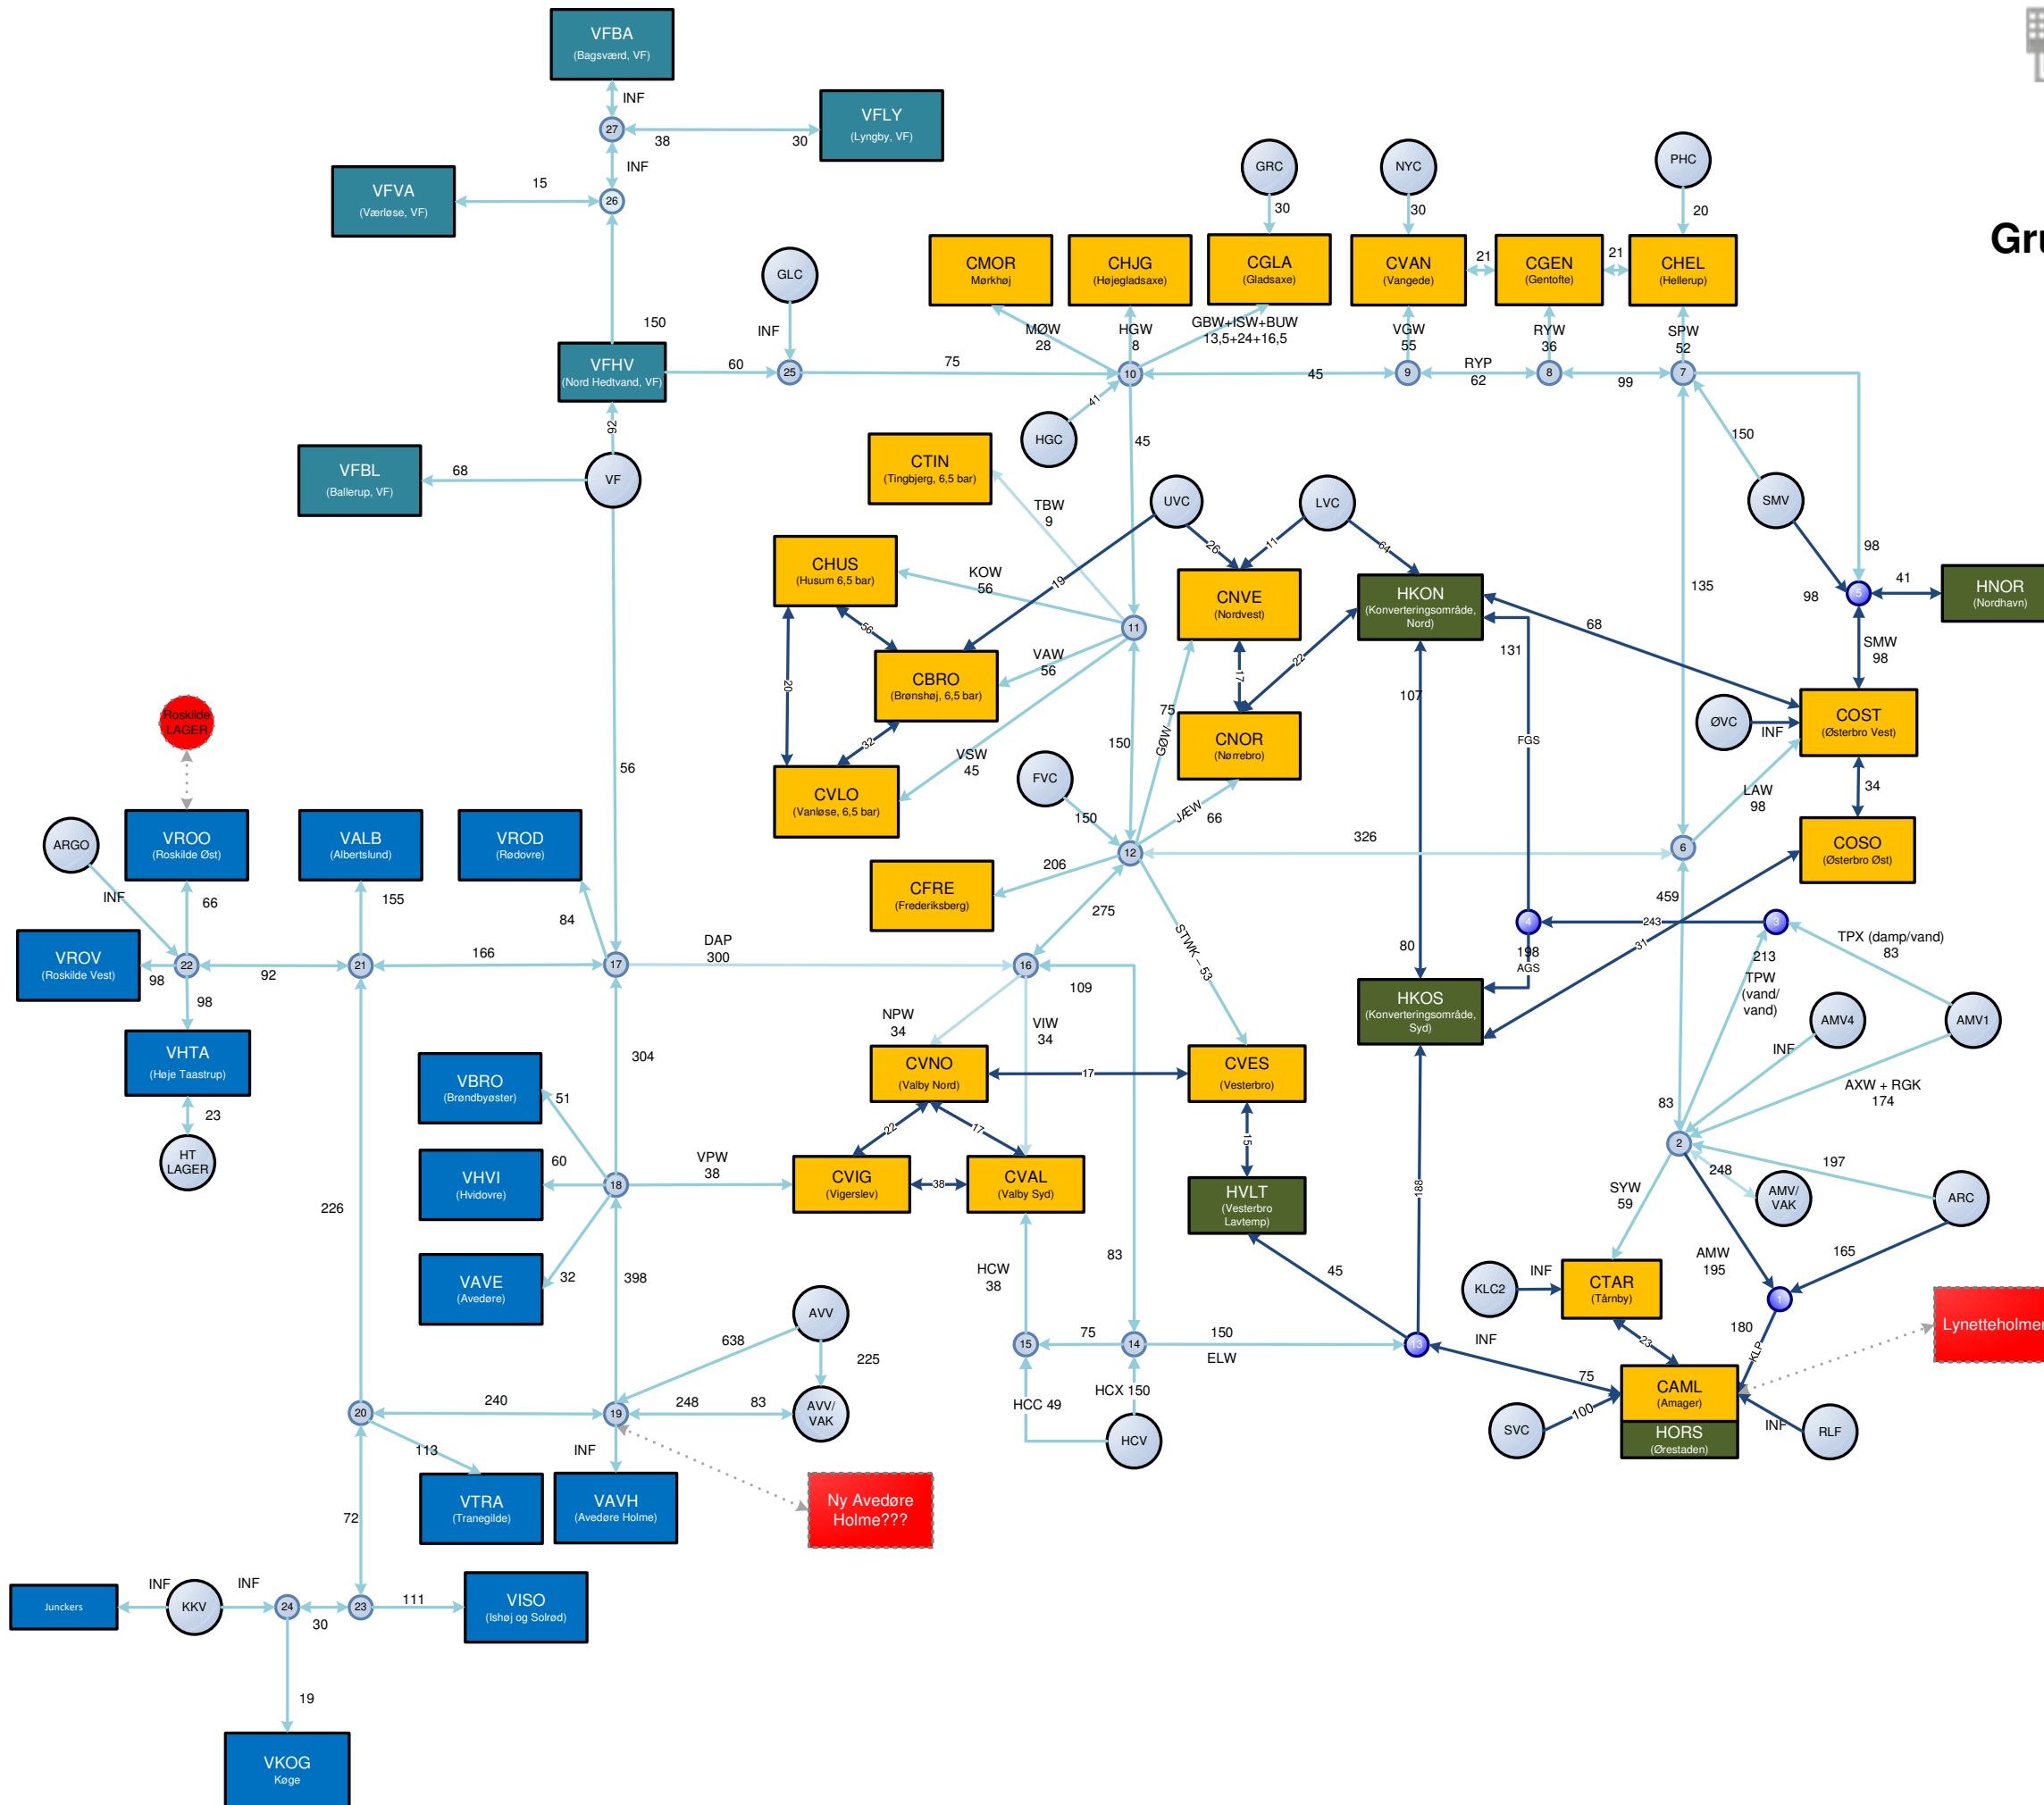 VFBA
(Bagsværd, VF)
INF
27
38
30
VFLY
(Lyngby, VF)
INF
VFVA
(Værløse, VF)
15
26
GRC
30
NYC
30
PHC
20
Gru
GLC
INF
150
CMOR
Mørkhøj
CHJG
(Højegladsaxe)
CGLA
(Gladsaxe)
CVAN
(Vangede)
21
CGEN
(Gentofte)
21
CHEL
(Hellerup)
MØW
28
HGW
8
GBW+ISW+BUW
13,5+24+16,5
VGW
55
RYW
36
SPW
52
VFHV
(Nord Hedtvand, VF)
60
25
75
10
45
9
RYP
62
8
99
7
92
HGC
41
45
VFBL
(Ballerup, VF)
68
VF
CTIN
(Tingbjerg, 6,5 bar)
TBW
9
UVC
LVC
150
SMV
26
11
64
98
CHUS
(Husum 6,5 bar)
KOW
56
19
CNVE
(Nordvest)
HKON
(Konverteringsområde,
Nord)
135
98
5
41
HNOR
(Nordhavn)
56
11
68
131
SMW
98
VAW
56
CBRO
(Brønshøj, 6,5 bar)
20
17
22
107
Roskilde
LAGER
32
75
GØW
CNOR
(Nørrebro)
ØVC
INF
COST
(Østerbro Vest)
FGS
56
VSW
45
150
CVLO
(Vanløse, 6,5 bar)
FVC
150
JÆW
66
LAW
98
34
ARGO
INF
VROO
(Roskilde Øst)
VALB
(Albertslund)
VROD
(Rødovre)
12
326
6
COSO
(Østerbro Øst)
66
155
84
CFRE
(Frederiksberg)
206
275
459
STWK – 53
4
243
3
31
VROV
(Roskilde Vest)
98
22
92
21
166
17
DAP
300
16
109
80
198
AGS
213
TPW
(vand/
vand)
TPX (damp/vand)
83
98
HKOS
(Konverteringsområde,
Syd)
AMV4
INF
AMV1
VHTA
(Høje Taastrup)
23
HT
LAGER
NPW
34
VIW
34
304
VBRO
(Brøndbyøster)
51
CVNO
(Valby Nord)
17
CVES
(Vesterbro)
AXW + RGK
174
83
2
22
17
15
VHVI
(Hvidovre)
60
18
VPW
38
CVIG
(Vigerslev)
38
CVAL
(Valby Syd)
HVLT
(Vesterbro
Lavtemp)
188
SYW
59
248
AMV/
VAK
197
ARC
226
VAVE
(Avedøre)
32
398
HCW
38
83
45
AMW
195
165
KLC2
INF
CTAR
(Tårnby)
1
AVV
638
225
15
75
14
150
ELW
13
INF
23
180
KLP
Lynetteholmen
75
CAML
(Amager)
HORS
(Ørestaden)
20
240
19
248
83
AVV/
VAK
HCC 49
HCX 150
HCV
SVC
100
INF
RLF
113
INF
VTRA
(Tranegilde)
VAVH
(Avedøre Holme)
Ny Avedøre
Holme???
72
Junckers
INF
KKV
INF
24
30
23
111
VISO
(Ishøj og Solrød)
19
VKOG
Køge